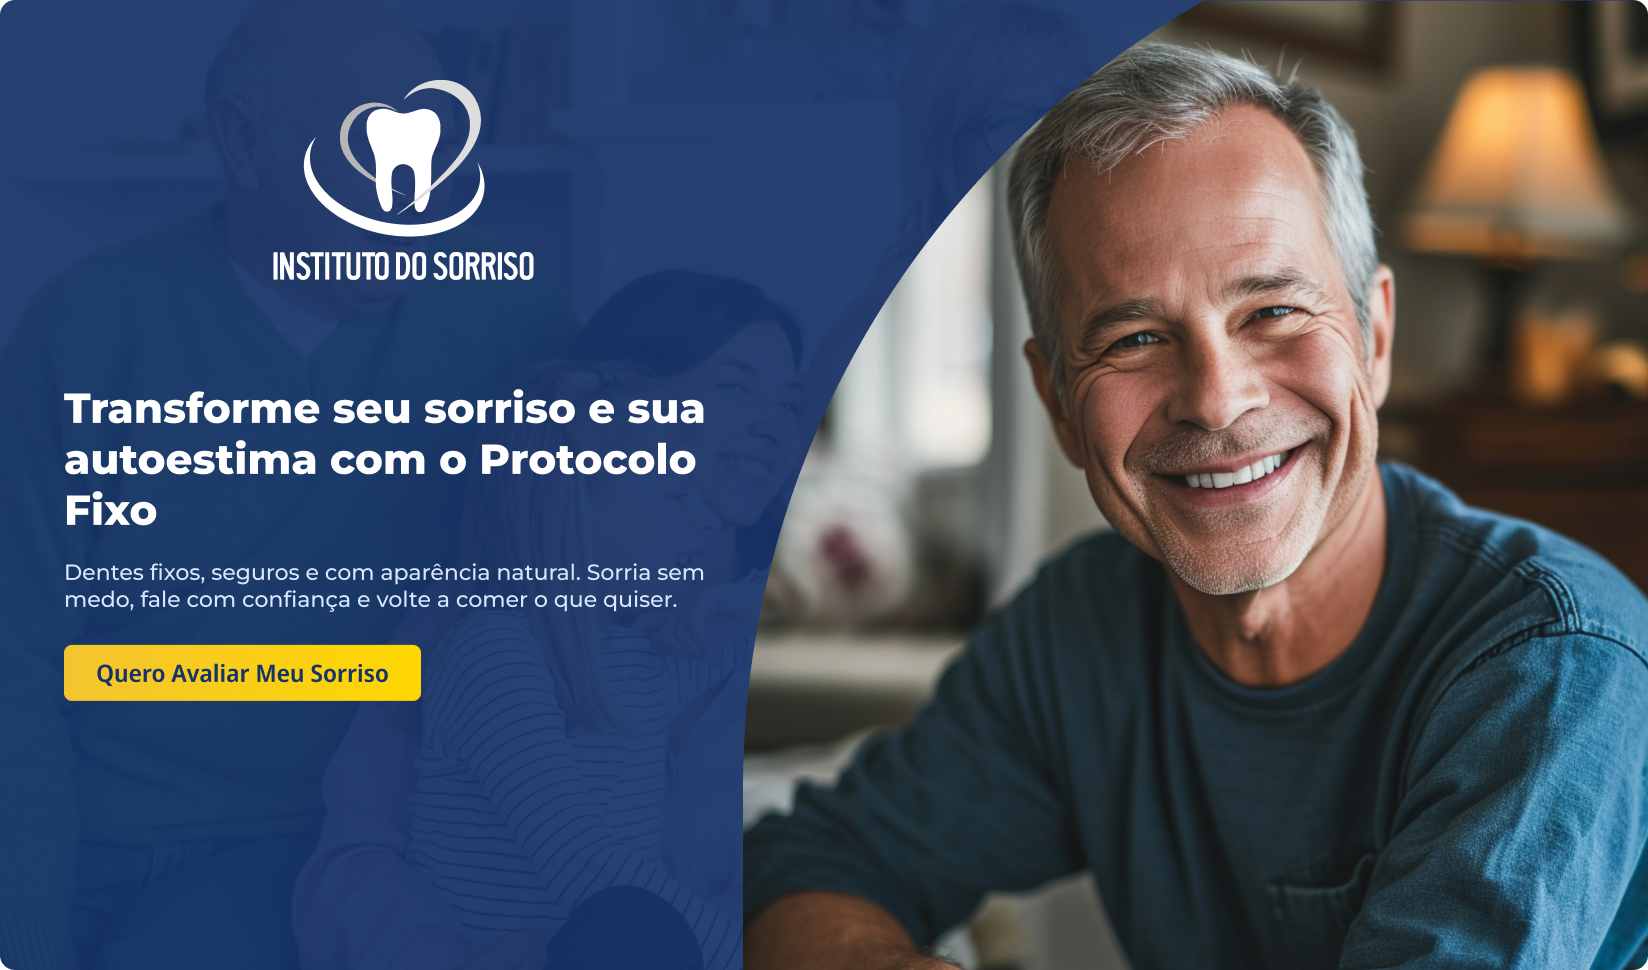 INSTITUTO DO SORRISO
Transforme seu sorriso e sua
autoestima com o Protocolo
Fixo
Dentes fixos, seguros e com aparência natural. Sorria sem
medo, fale com confiança e volte a comer o que quiser.
Quero Avaliar Meu Sorriso